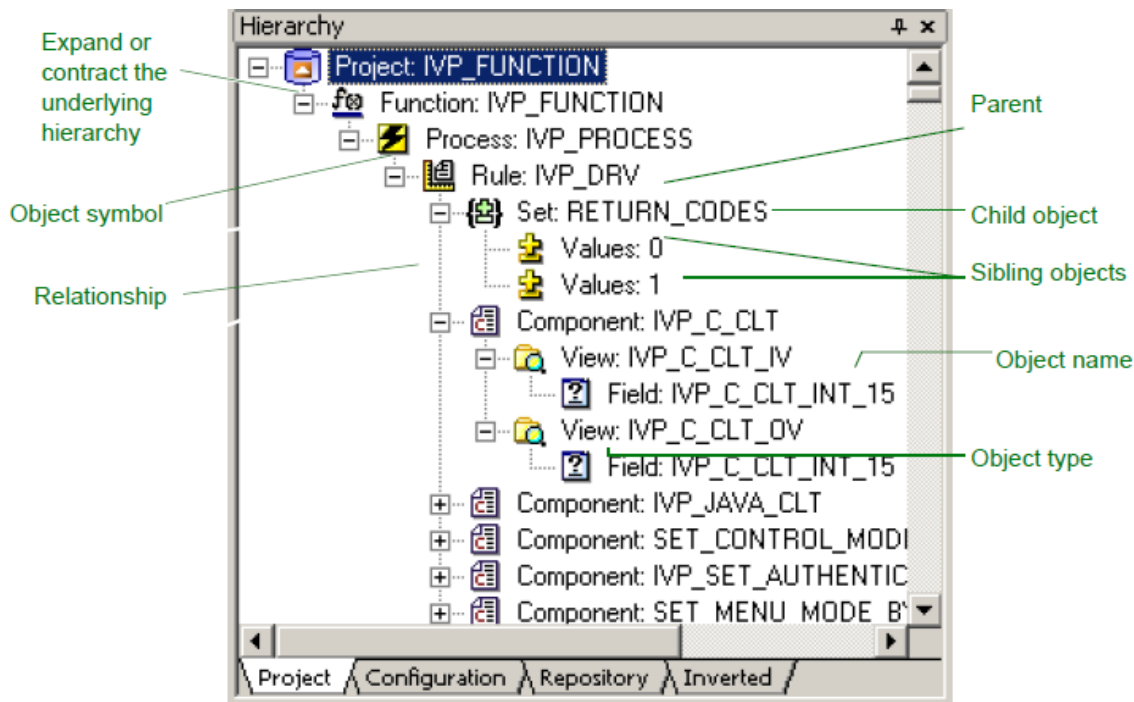 Hierarchy
Expand or
contract the
underlying
hierarchy
Project: IVP_FUNCTION
Function: IVP_FUNCTION
Parent
Process: IVP_PROCESS
Rule: IVP_DRV
Object symbol
Set: RETURN_CODES
Child object
Values: 0
Sibling objects
Values: 1
Relationship
Component: IVP_C_CLT
View: IVP_C_CLT_IV
Object name
Field: IVP_C_CLT_INT_15
View: IVP_C_CLT_OV
Object type
Field: IVP_C_CLT_INT_15
Component: IVP_JAVA_CLT
Component: SET_CONTROL_MODI
Component: IVP_SET_AUTHENTIC
Component: SET_MENU_MODE_BY
Project
Configuration
Repository
Inverted